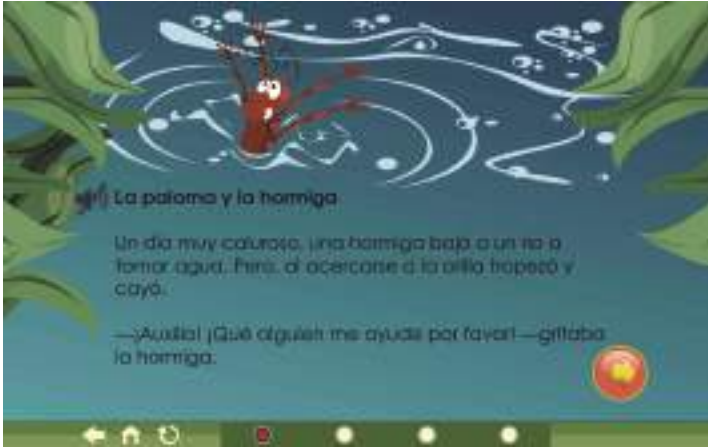 La paloma y la hormiga
Un día muy caluroso, una hormiga bajó a un río a
tomar agua. Pero, al acercarse a la orilla tropezó y
cayó.
—¡Auxilio! ¡Qué alguien me ayude por favor! —gritaba
la hormiga.